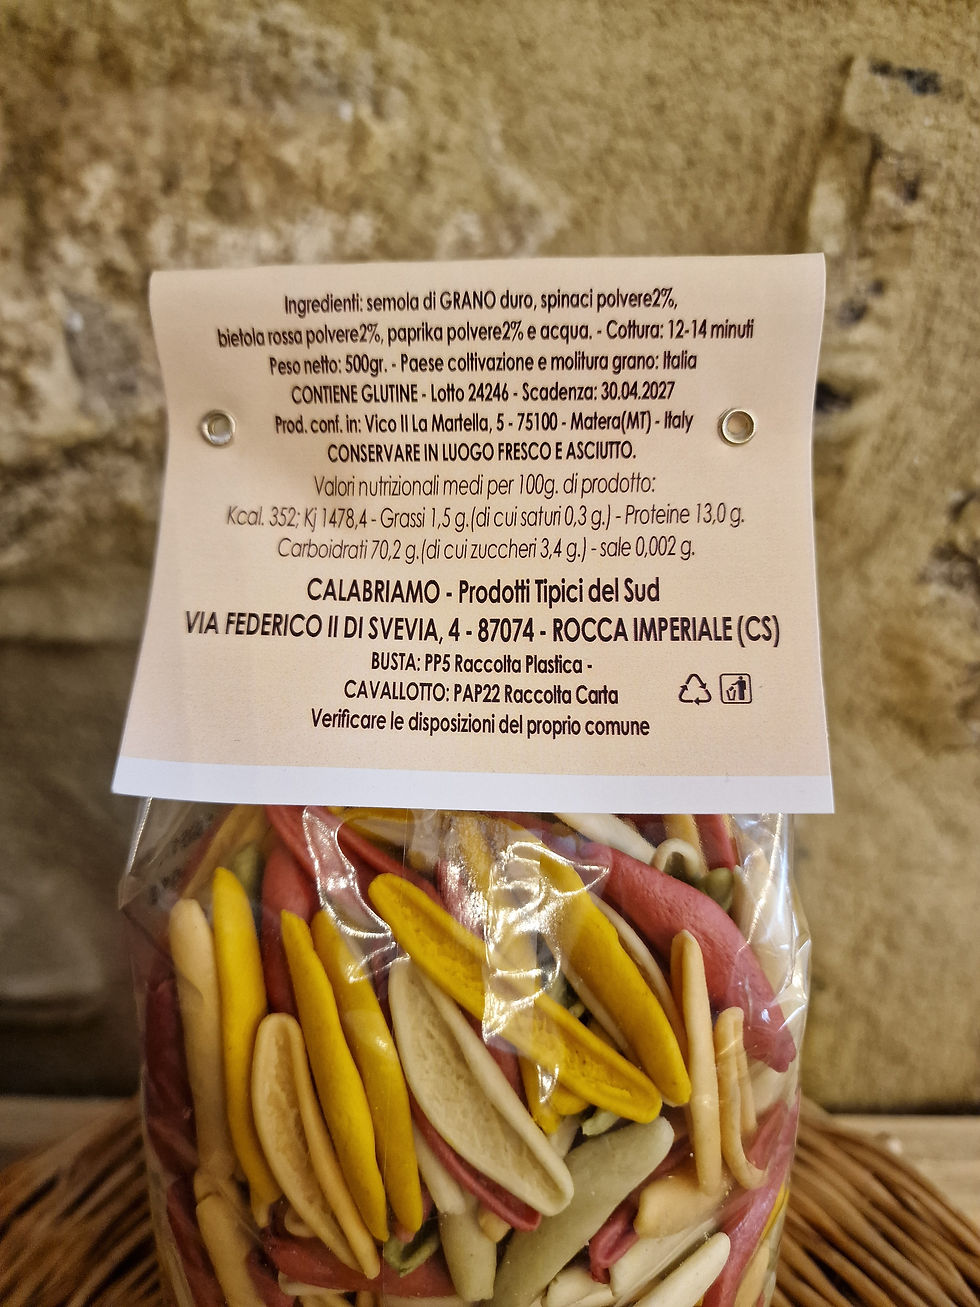 Ingredienti: semola di GRANO duro, spinaci polvere2%,
bietola rossa polvere2%, paprika polvere2% e acqua. - Cottura: 12-14 minuti
Peso netto: 500gr. - Paese coltivazione e molitura grano: Italia
CONTIENE GLUTINE - Lotto 24246 - Scadenza: 30.04.2027
Prod. conf. in: Vico II La Martella, 5 - 75100 - Matera(MT) - Italy
CONSERVARE IN LUOGO FRESCO E ASCIUTTO.
Valori nutrizionali medi per 100g. di prodotto:
Kcal. 352; Kj 1478,4 - Grassi 1,5 g.(di cui saturi 0,3 g.) - Proteine 13,0 g.
Carboidrati 70,2 g.(di cui zuccheri 3,4 g.) - sale 0,002 g.
CALABRIAMO - Prodotti Tipici del Sud
VIA FEDERICO II DI SVEVIA, 4 - 87074 - ROCCA IMPERIALE (CS)
BUSTA: PP5 Raccolta Plastica -
CAVALLOTTO: PAP22 Raccolta Carta
Verificare le disposizioni del proprio comune